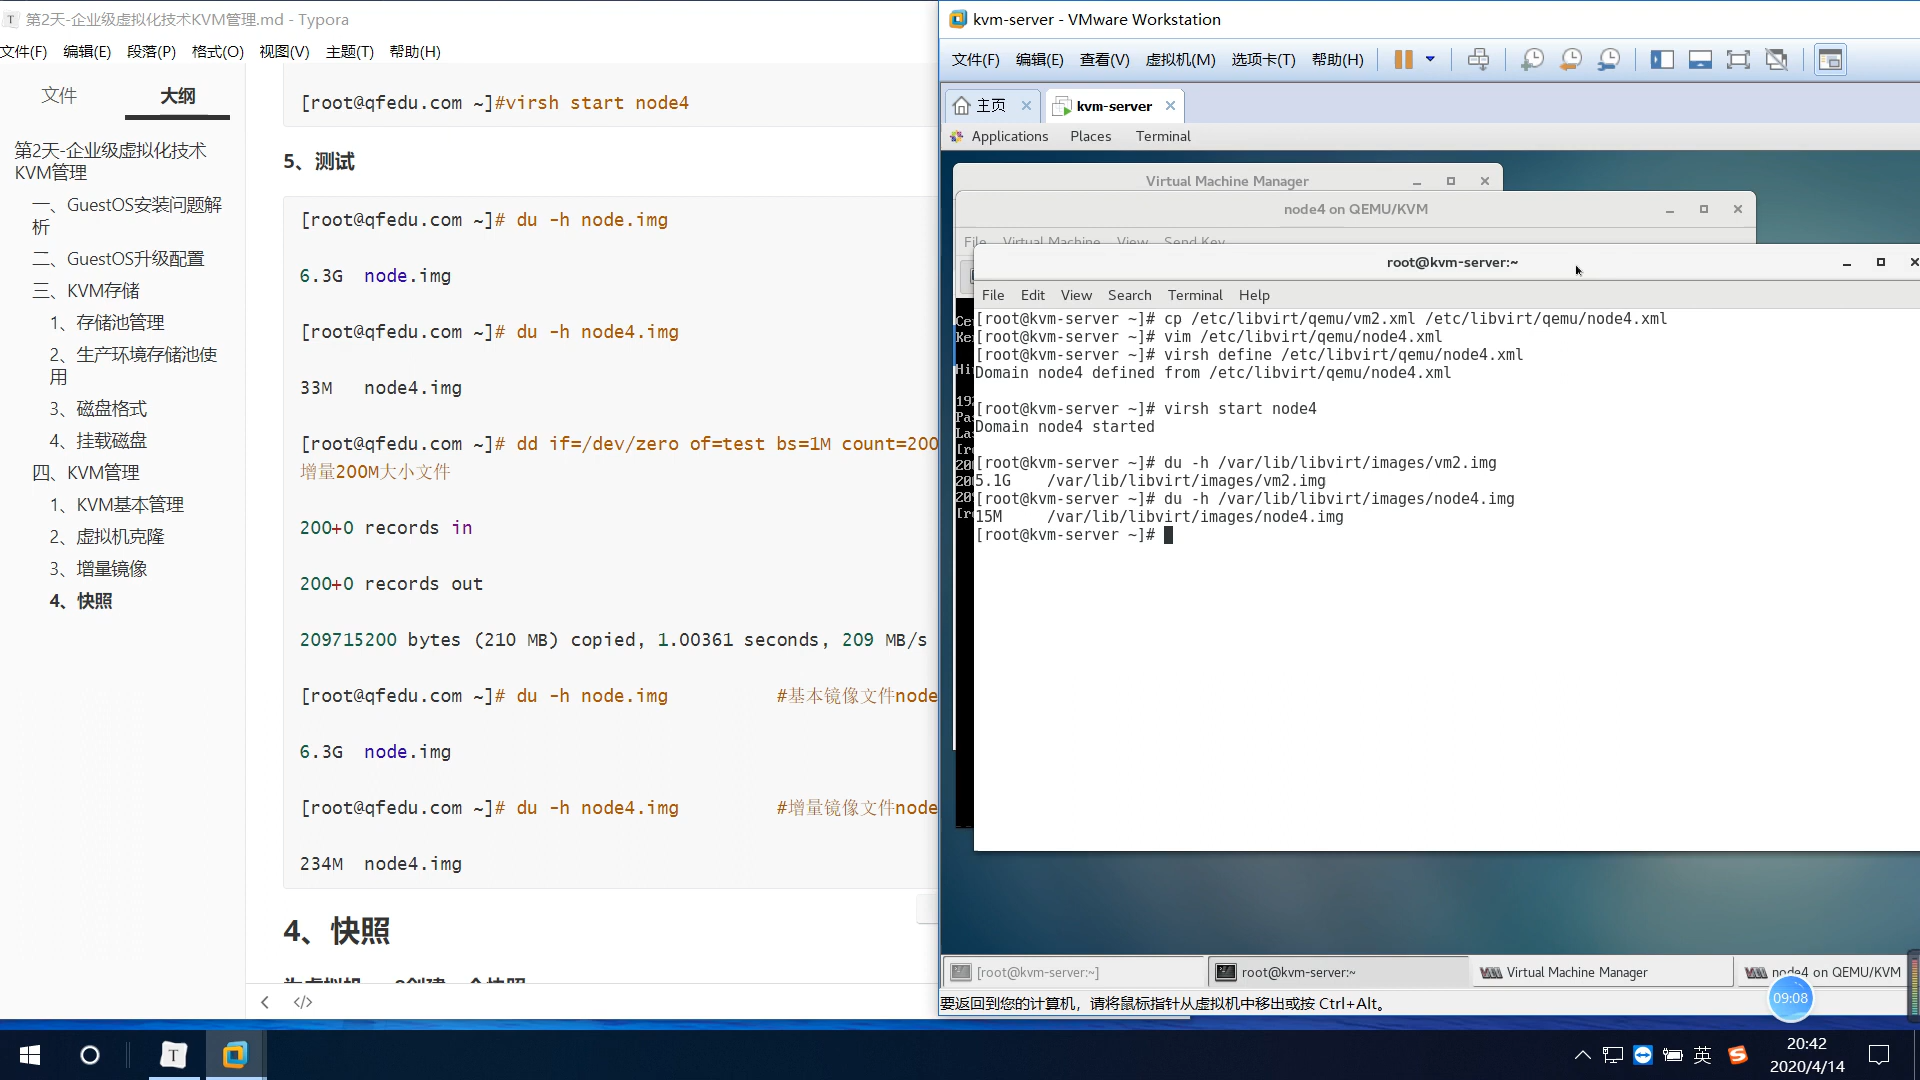 第2天-企业级虚拟化技术KVM管理.md - Typora
文件(F) 编辑(E) 段落(P) 格式(O) 视图(V) 主题(T) 帮助(H)
文件 大纲
第2天-企业级虚拟化技术
KVM管理
一、GuestOS安装问题解
析
二、GuestOS升级配置
三、KVM存储
1、存储池管理
2、生产环境存储池使
用
3、磁盘格式
4、挂载磁盘
四、KVM管理
1、KVM基本管理
2、虚拟机克隆
3、增量镜像
4、快照
[root@qfedu.com ~]#virsh start node4
5、测试
[root@qfedu.com ~]# du -h node.img
6.3G node.img
[root@qfedu.com ~]# du -h node4.img
33M node4.img
[root@qfedu.com ~]# dd if=/dev/zero of=test bs=1M count=200
增量200M大小文件
200+0 records in
200+0 records out
209715200 bytes (210 MB) copied, 1.00361 seconds, 209 MB/s
[root@qfedu.com ~]# du -h node.img #基本镜像文件node
6.3G node.img
[root@qfedu.com ~]# du -h node4.img #增量镜像文件node
234M node4.img
4、快照
</>
kvm-server - VMware Workstation
文件(F) 编辑(E) 查看(V) 虚拟机(M) 选项卡(T) 帮助(H)
主页 kvm-server
Applications Places Terminal
Virtual Machine Manager
node4 on QEMU/KVM
File Virtual Machine View Send Key
root@kvm-server:~
File Edit View Search Terminal Help
[root@kvm-server ~]# cp /etc/libvirt/qemu/vm2.xml /etc/libvirt/qemu/node4.xml
[root@kvm-server ~]# vim /etc/libvirt/qemu/node4.xml
[root@kvm-server ~]# virsh define /etc/libvirt/qemu/node4.xml
Domain node4 defined from /etc/libvirt/qemu/node4.xml
[root@kvm-server ~]# virsh start node4
Domain node4 started
[root@kvm-server ~]# du -h /var/lib/libvirt/images/vm2.img
5.1G /var/lib/libvirt/images/vm2.img
[root@kvm-server ~]# du -h /var/lib/libvirt/images/node4.img
15M /var/lib/libvirt/images/node4.img
[root@kvm-server ~]#
[root@kvm-server:~] root@kvm-server:~ Virtual Machine Manager node4 on QEMU/KVM
要返回到您的计算机，请将鼠标指针从虚拟机中移出或按 Ctrl+Alt。
09:08
英
20:42
2020/4/14